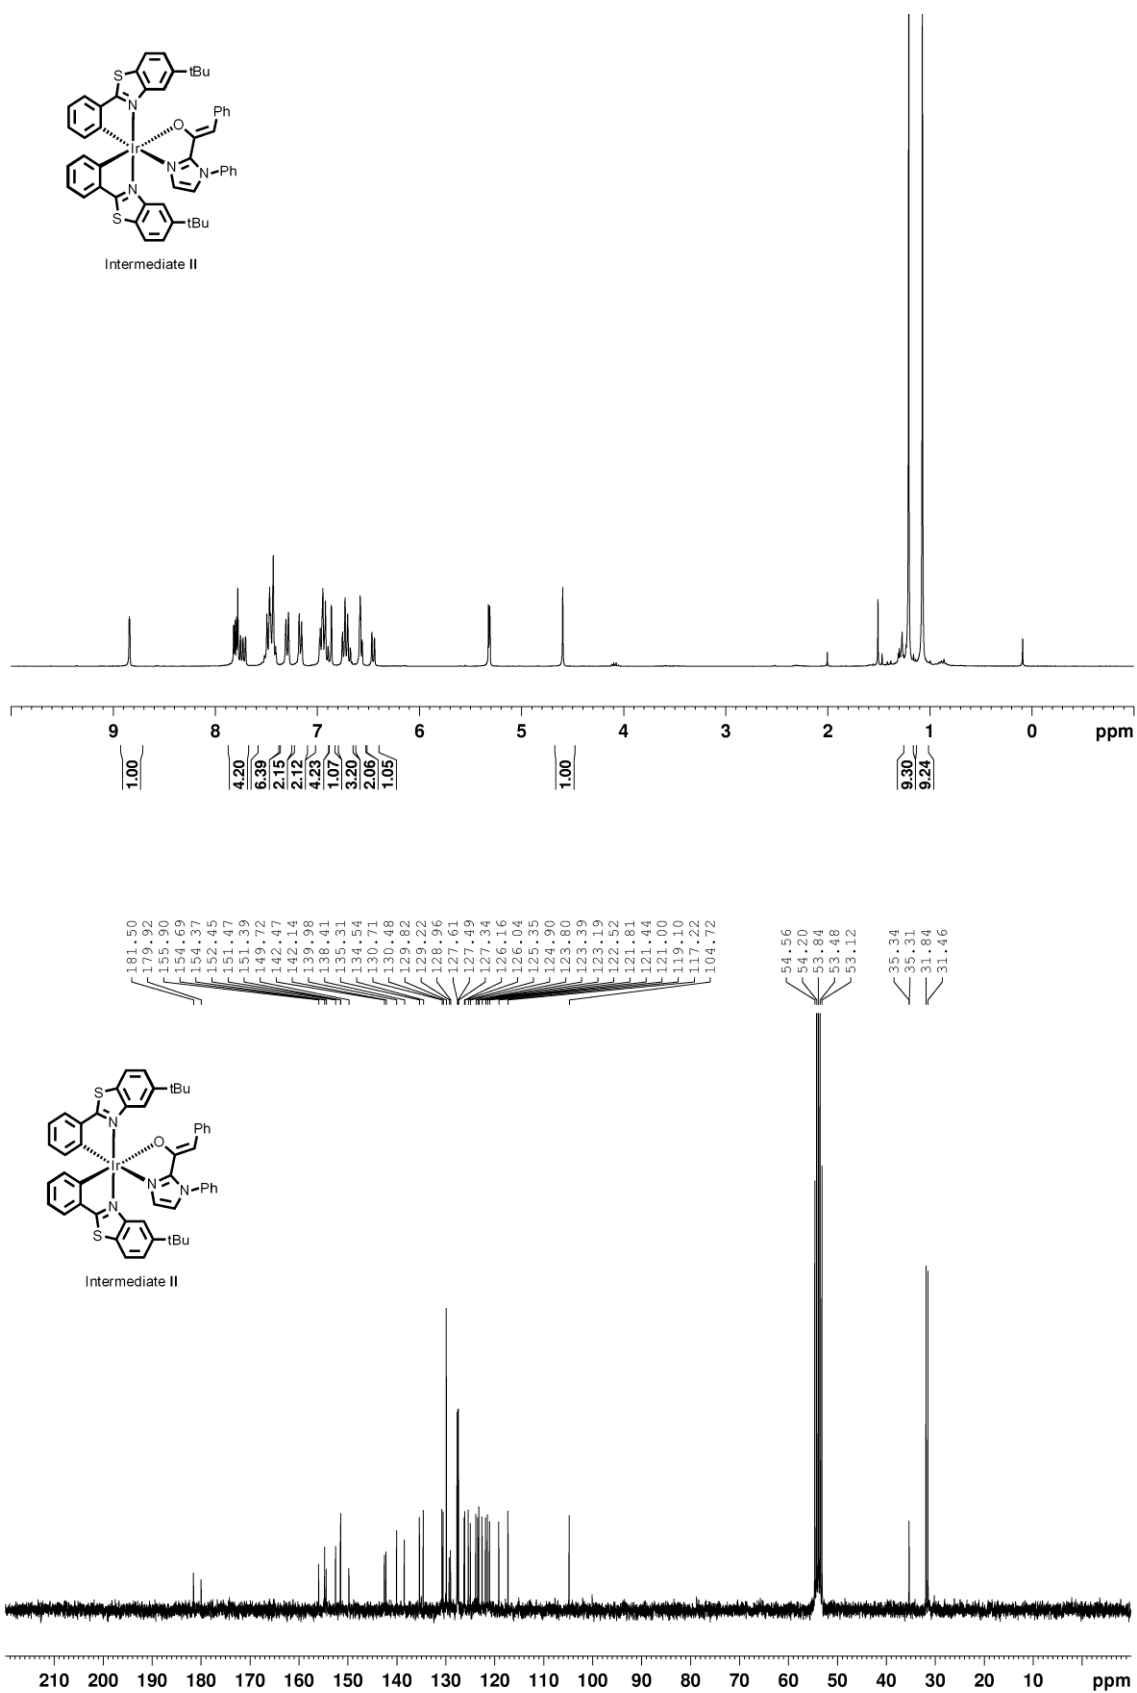 S
tBu
N
Ph
O
Ir
N
N
Ph
N
S
tBu
Intermediate II
9 8 7 6 5 4 3 2 1 0 ppm
1.00 4.20 6.39 2.15 2.12 4.23 1.07 3.20 2.06 1.05 1.00 9.30 9.24
181.50
179.92
155.90
154.69
154.37
152.45
151.47
151.39
149.72
142.47
142.14
139.98
138.41
135.31
134.54
130.71
130.48
129.82
129.22
128.96
127.61
127.49
127.34
126.16
126.04
125.35
124.90
123.80
123.39
123.19
122.52
121.81
121.44
121.00
119.10
117.22
104.72
54.56
54.20
53.84
53.48
53.12
35.34
35.31
31.84
31.46
S
tBu
N
Ph
O
Ir
N
N
Ph
N
S
tBu
Intermediate II
210 200 190 180 170 160 150 140 130 120 110 100 90 80 70 60 50 40 30 20 10 ppm